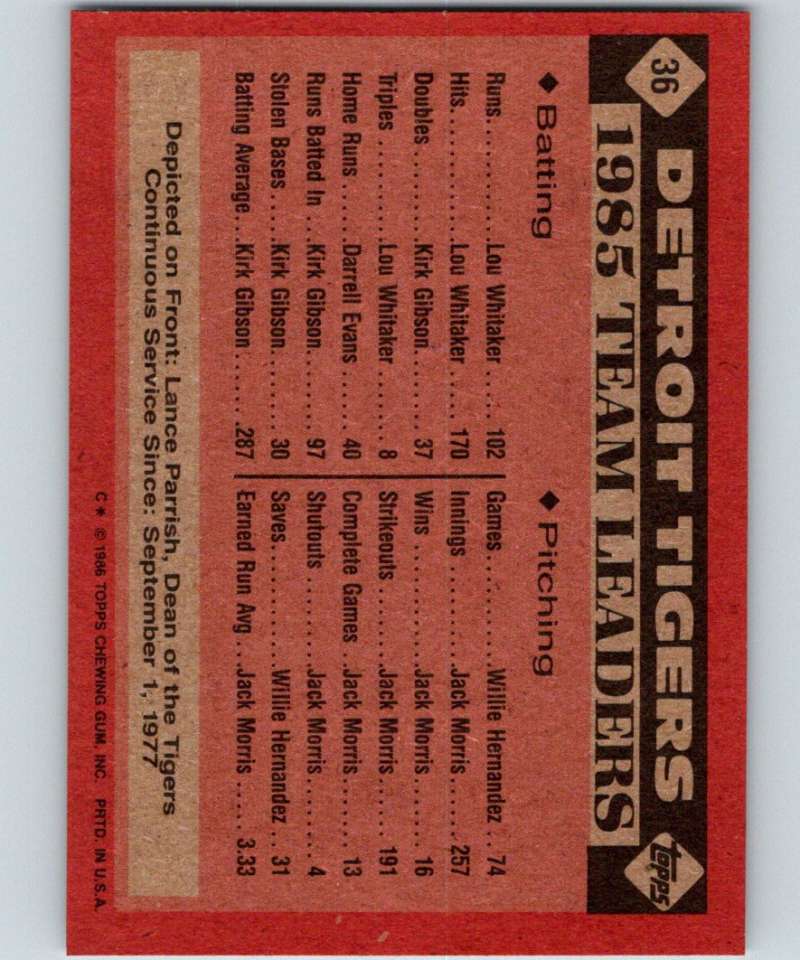 36
DETROIT TIGERS
topps
1985 TEAM LEADERS
◆ Batting
Runs..........Lou Whitaker.... 102
Hits............Lou Whitaker... 170
Doubles.......Kirk Gibson...... 37
Triples.........Lou Whitaker..... 8
Home Runs....Darrell Evans.... 40
Runs Batted In ..Kirk Gibson...... 97
Stolen Bases....Kirk Gibson..... 30
Batting Average..Kirk Gibson..... .287
◆ Pitching
Games..........Willie Hernandez.. 74
Innings.........Jack Morris..... 257
Wins...........Jack Morris...... 16
Strikeouts.......Jack Morris..... 191
Complete Games..Jack Morris...... 13
Shutouts........Jack Morris....... 4
Saves..........Willie Hernandez.. 31
Earned Run Avg...Jack Morris..... 3.33
Depicted on Front: Lance Parrish, Dean of the Tigers
Continuous Service Since: September 1, 1977
C* © 1986 TOPPS CHEWING GUM, INC. PRTD. IN U.S.A.